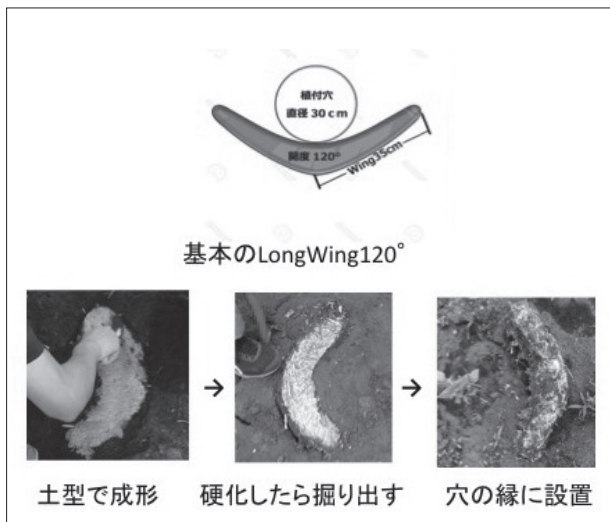 植付穴
直径 30cm
開度 120°
Wing35cm
基本のLongWing120°
→ →
土型で成形 硬化したら掘り出す 穴の縁に設置